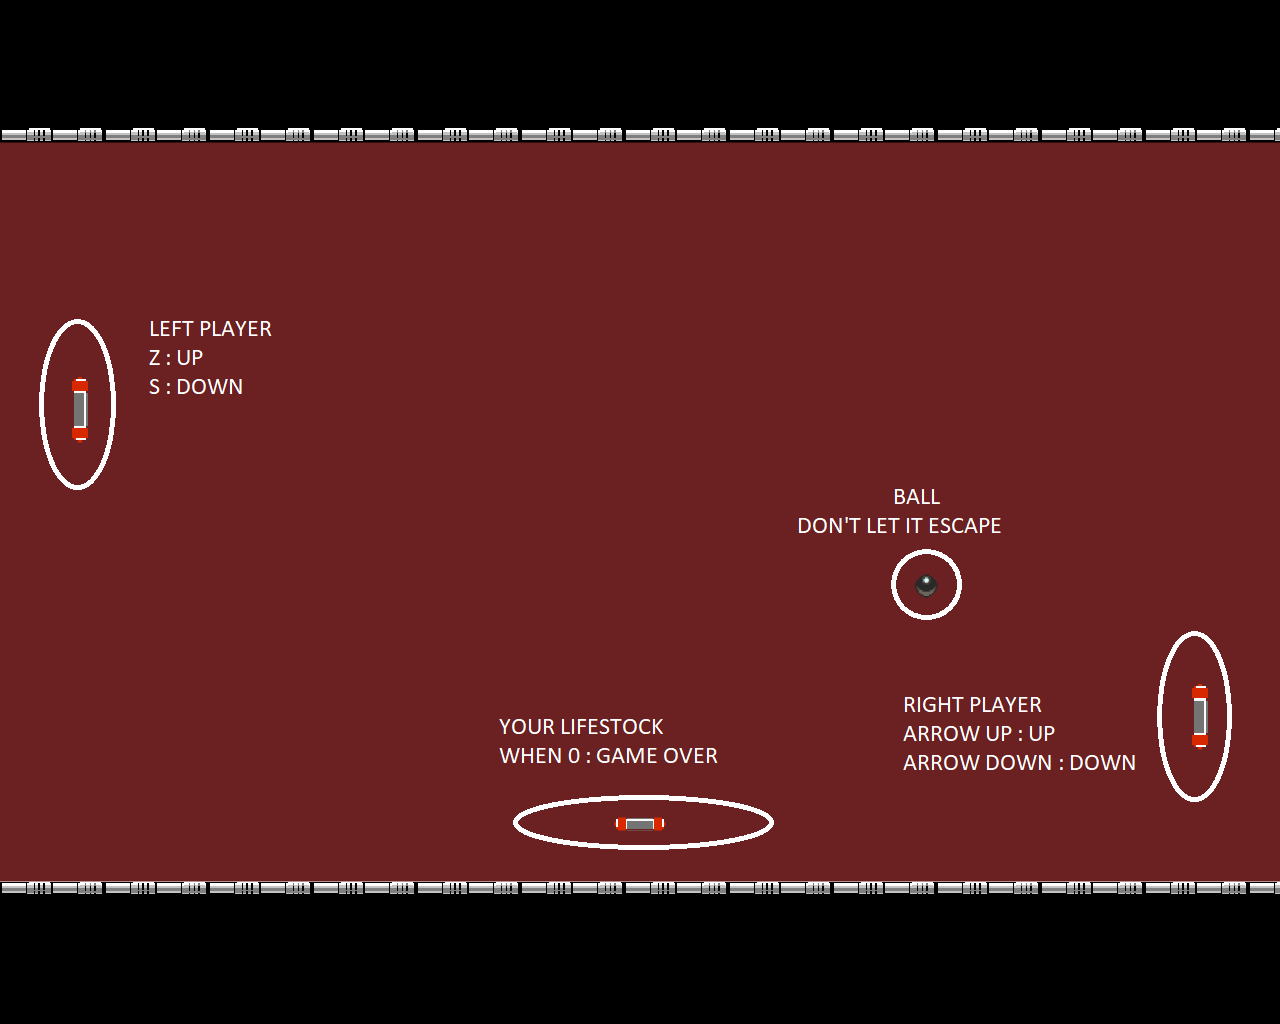 LEFT PLAYER
Z : UP
S : DOWN
BALL
DON'T LET IT ESCAPE
RIGHT PLAYER
ARROW UP : UP
ARROW DOWN : DOWN
YOUR LIFESTOCK
WHEN 0 : GAME OVER